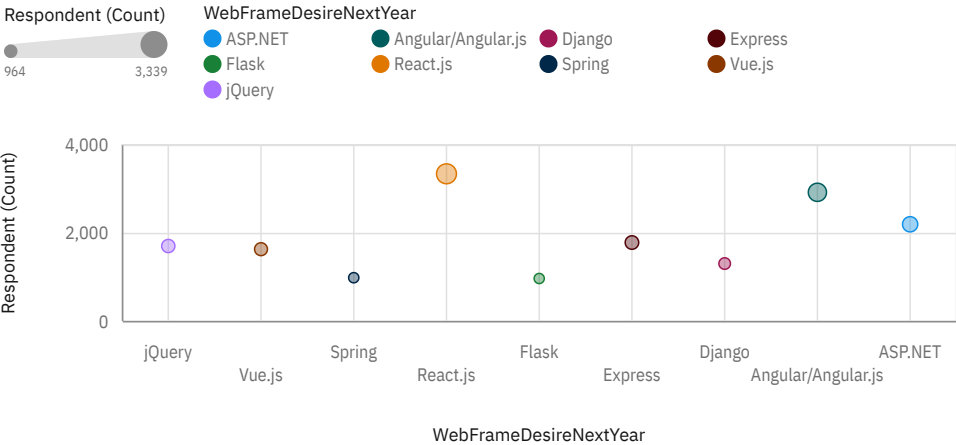 Respondent (Count)
964
3,339
WebFrameDesireNextYear
ASP.NET
Angular/Angular.js
Django
Express
Flask
React.js
Spring
Vue.js
jQuery
Respondent (Count)
4,000
2,000
0
jQuery
Vue.js
Spring
React.js
Flask
Express
Django
Angular/Angular.js
ASP.NET
WebFrameDesireNextYear